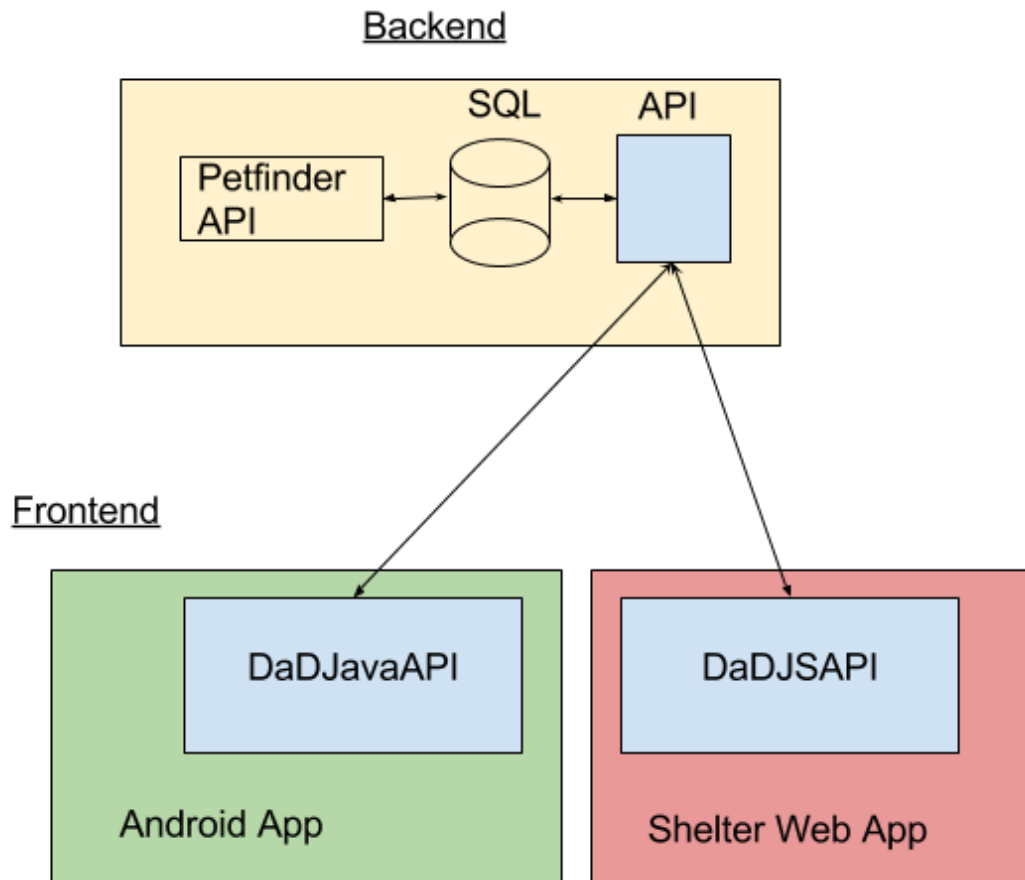 Backend
SQL
API
Petfinder
API
Frontend
DaDJavaAPI
DaDJSAPI
Android App
Shelter Web App